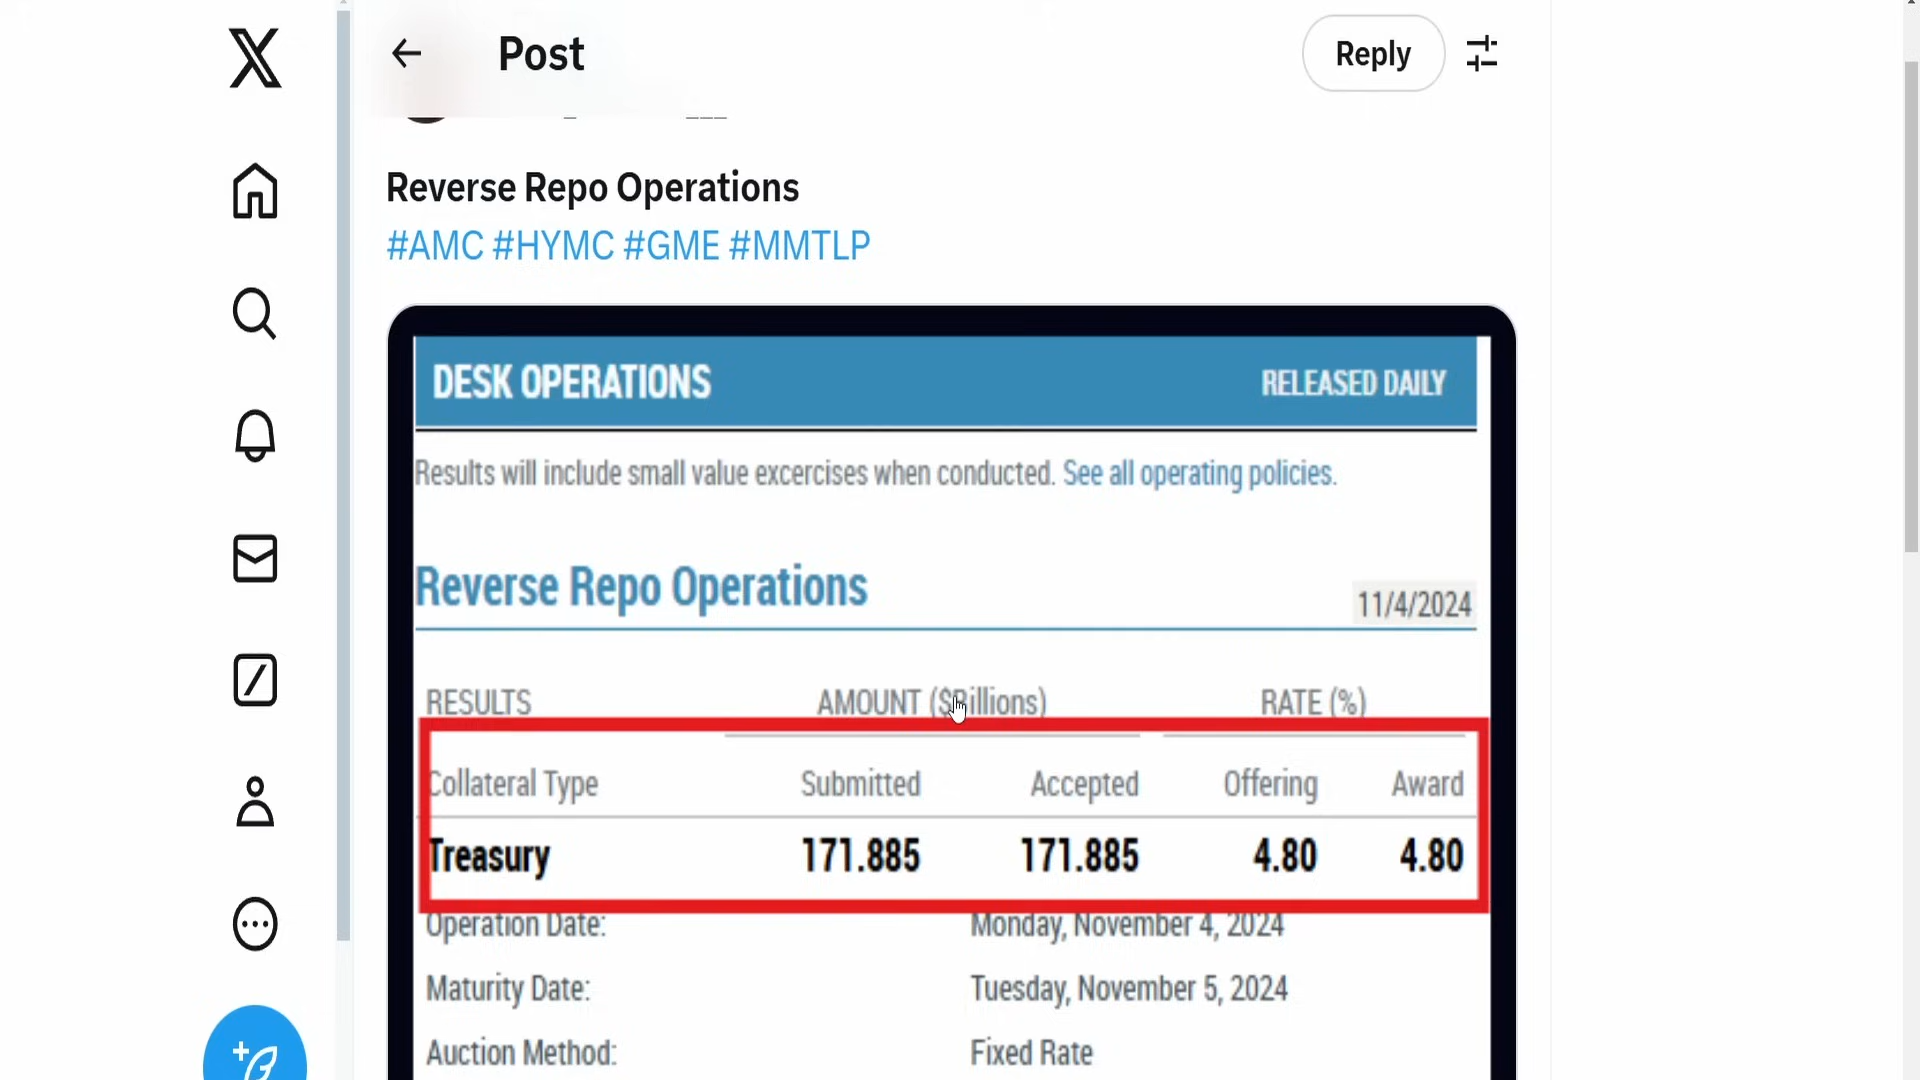 Post
Reply
Reverse Repo Operations
#AMC #HYMC #GME #MMTLP
DESK OPERATIONS RELEASED DAILY
Results will include small value excercises when conducted. See all operating policies.
Reverse Repo Operations 11/4/2024
RESULTS AMOUNT ($Billions) RATE (%)
Collateral Type Submitted Accepted Offering Award
Treasury 171.885 171.885 4.80 4.80
Operation Date: Monday, November 4, 2024
Maturity Date: Tuesday, November 5, 2024
Auction Method: Fixed Rate